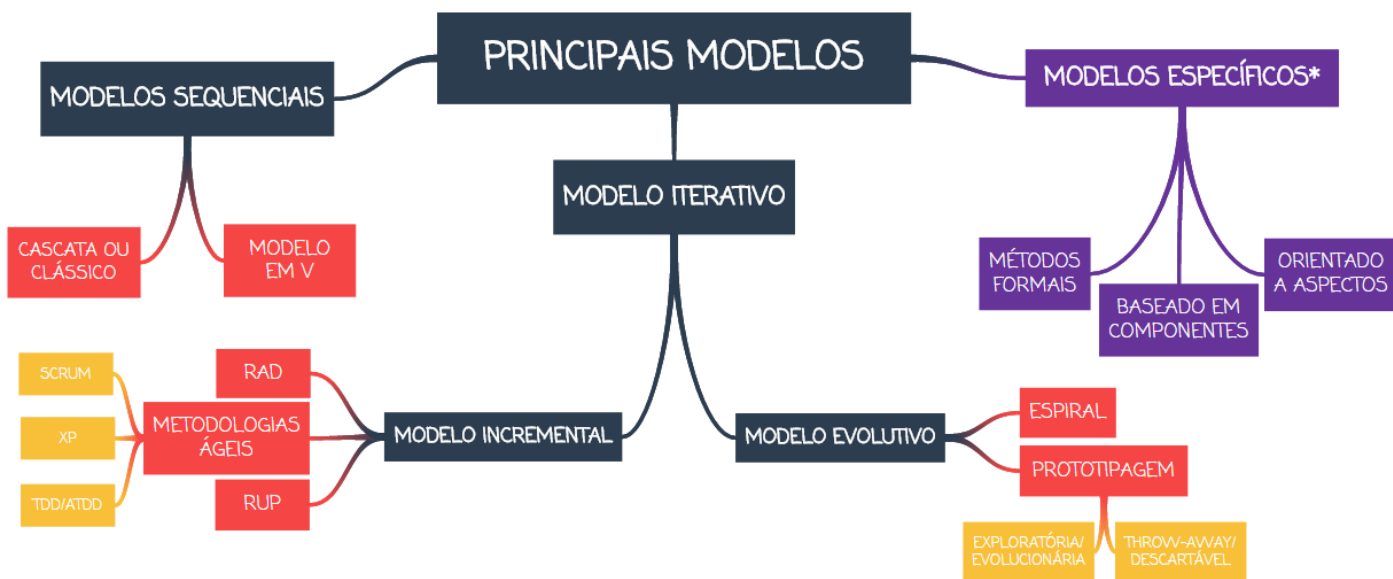 PRINCIPAIS MODELOS
MODELOS SEQUENCIAIS
MODELOS ESPECÍFICOS*
MODELO ITERATIVO
CASCATA OU
CLÁSSICO
MODELO
EM V
MÉTODOS
FORMAIS
BASEADO EM
COMPONENTES
ORIENTADO
A ASPECTOS
SCRUM
XP
TDD/ATDD
METODOLOGIAS
ÁGEIS
RAD
RUP
MODELO INCREMENTAL
MODELO EVOLUTIVO
ESPIRAL
PROTOTIPAGEM
EXPLORATÓRIA/
EVOLUCIONÁRIA
THROW-AWAY/
DESCARTÁVEL